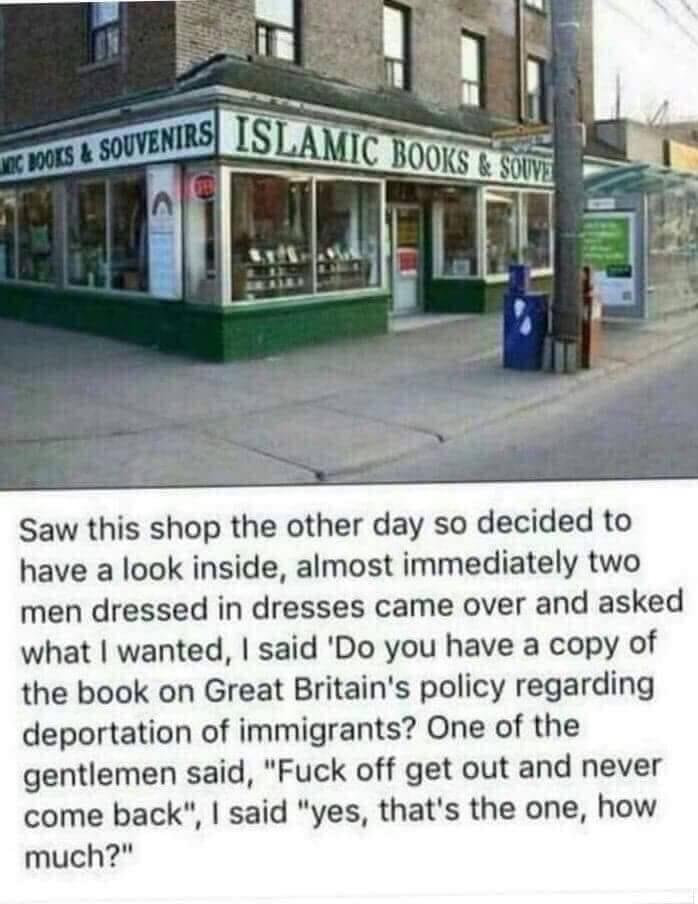 BOOKS & SOUVENIRS
ISLAMIC BOOKS & SOUVE
Saw this shop the other day so decided to
have a look inside, almost immediately two
men dressed in dresses came over and asked
what I wanted, I said 'Do you have a copy of
the book on Great Britain's policy regarding
deportation of immigrants? One of the
gentlemen said, "Fuck off get out and never
come back", I said "yes, that's the one, how
much?"